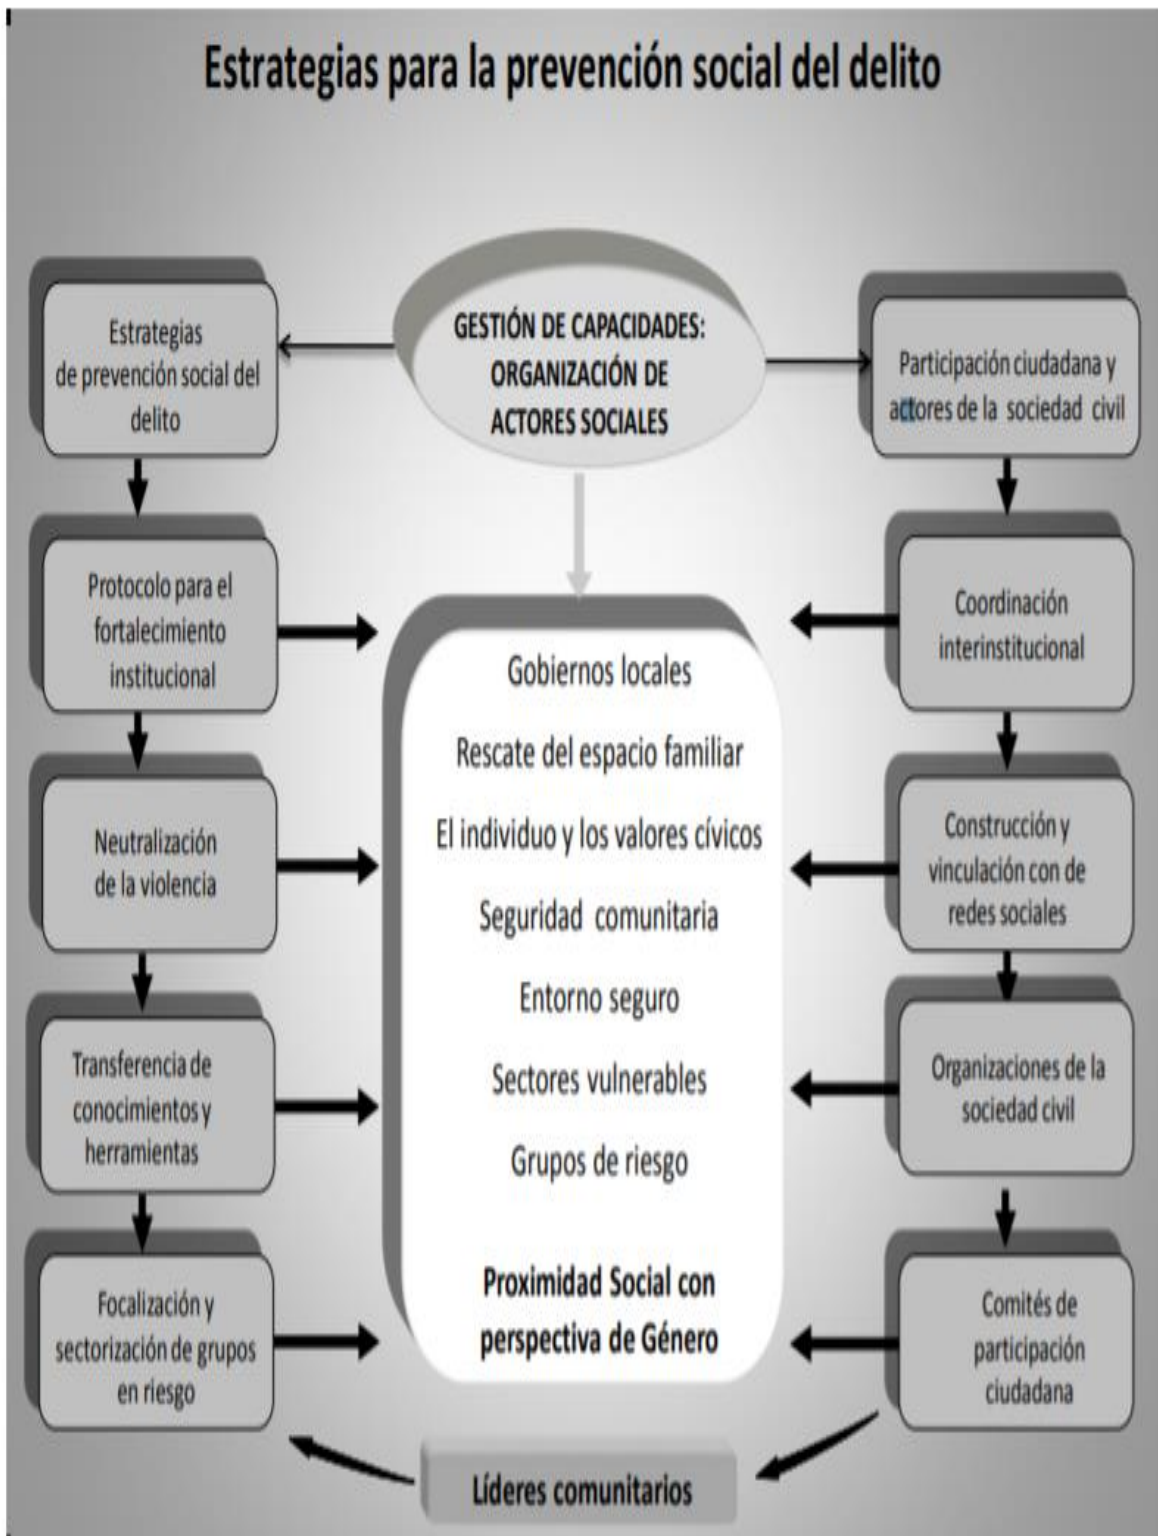 Estrategias para la prevención social del delito
GESTIÓN DE CAPACIDADES:
ORGANIZACIÓN DE
ACTORES SOCIALES
Estrategias
de prevención social del
delito
Protocolo para el
fortalecimiento
institucional
Neutralización
de la violencia
Transferencia de
conocimientos y
herramientas
Focalización y
sectorización de grupos
en riesgo
Gobiernos locales
Rescate del espacio familiar
El individuo y los valores cívicos
Seguridad comunitaria
Entorno seguro
Sectores vulnerables
Grupos de riesgo
Proximidad Social con
perspectiva de Género
Participación ciudadana y
actores de la sociedad civil
Coordinación
interinstitucional
Construcción y
vinculación con de
redes sociales
Organizaciones de la
sociedad civil
Comités de
participación
ciudadana
Líderes comunitarios